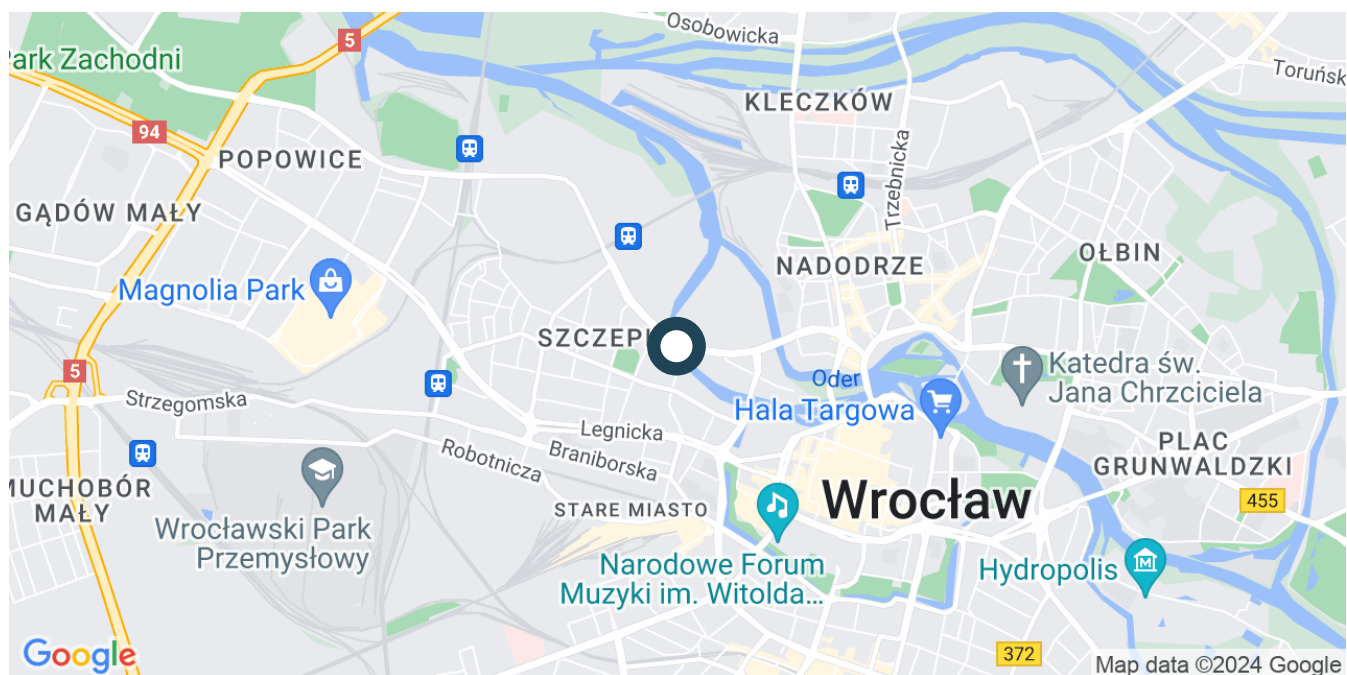 Osobowicka
5
Park Zachodni
Toruńsk
KLECZKÓW
94
POPOWICE
Trzebnicka
GĄDÓW MAŁY
OŁBIN
NADODRZE
Magnolia Park
SZCZEPI
Katedra św.
Jana Chrzciciela
5
Oder
Strzegomska
Hala Targowa
Legnicka
PLAC
GRUNWALDZKI
Robotnicza
Braniborska
MUCHOBÓR
MAŁY
Wrocław
455
STARE MIASTO
Wrocławski Park
Przemysłowy
Narodowe Forum
Muzyki im. Witolda...
Hydropolis
M
372
Google
Map data ©2024 Google